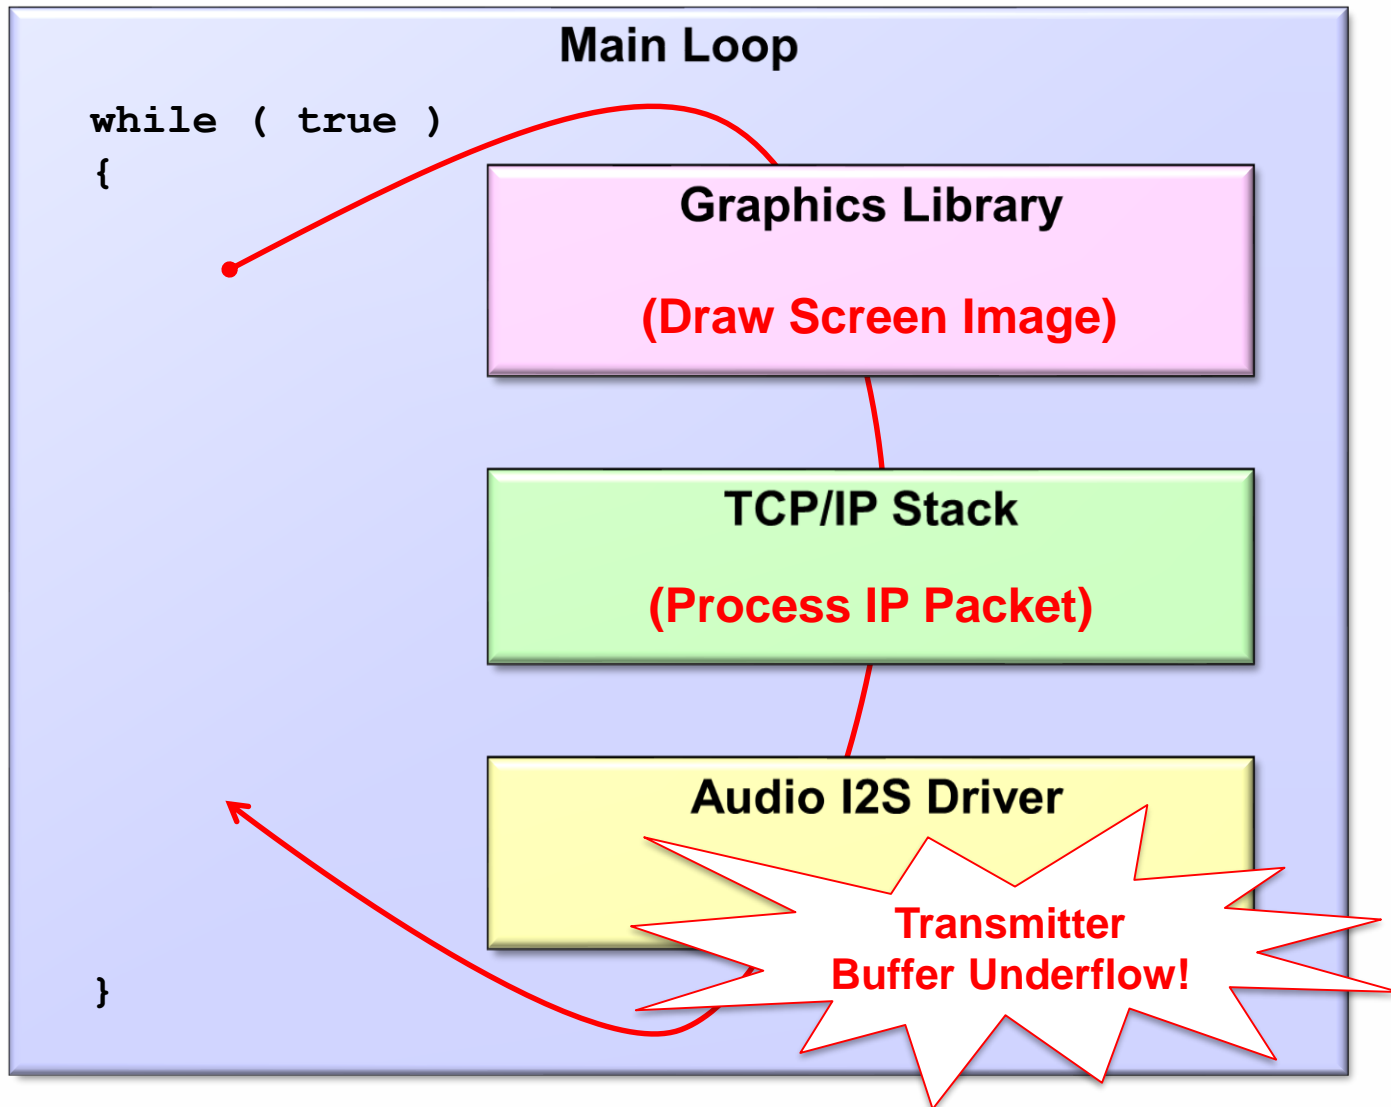 Main Loop
while ( true )
{
Graphics Library
(Draw Screen Image)
TCP/IP Stack
(Process IP Packet)
Audio I2S Driver
Transmitter
Buffer Underflow!
}